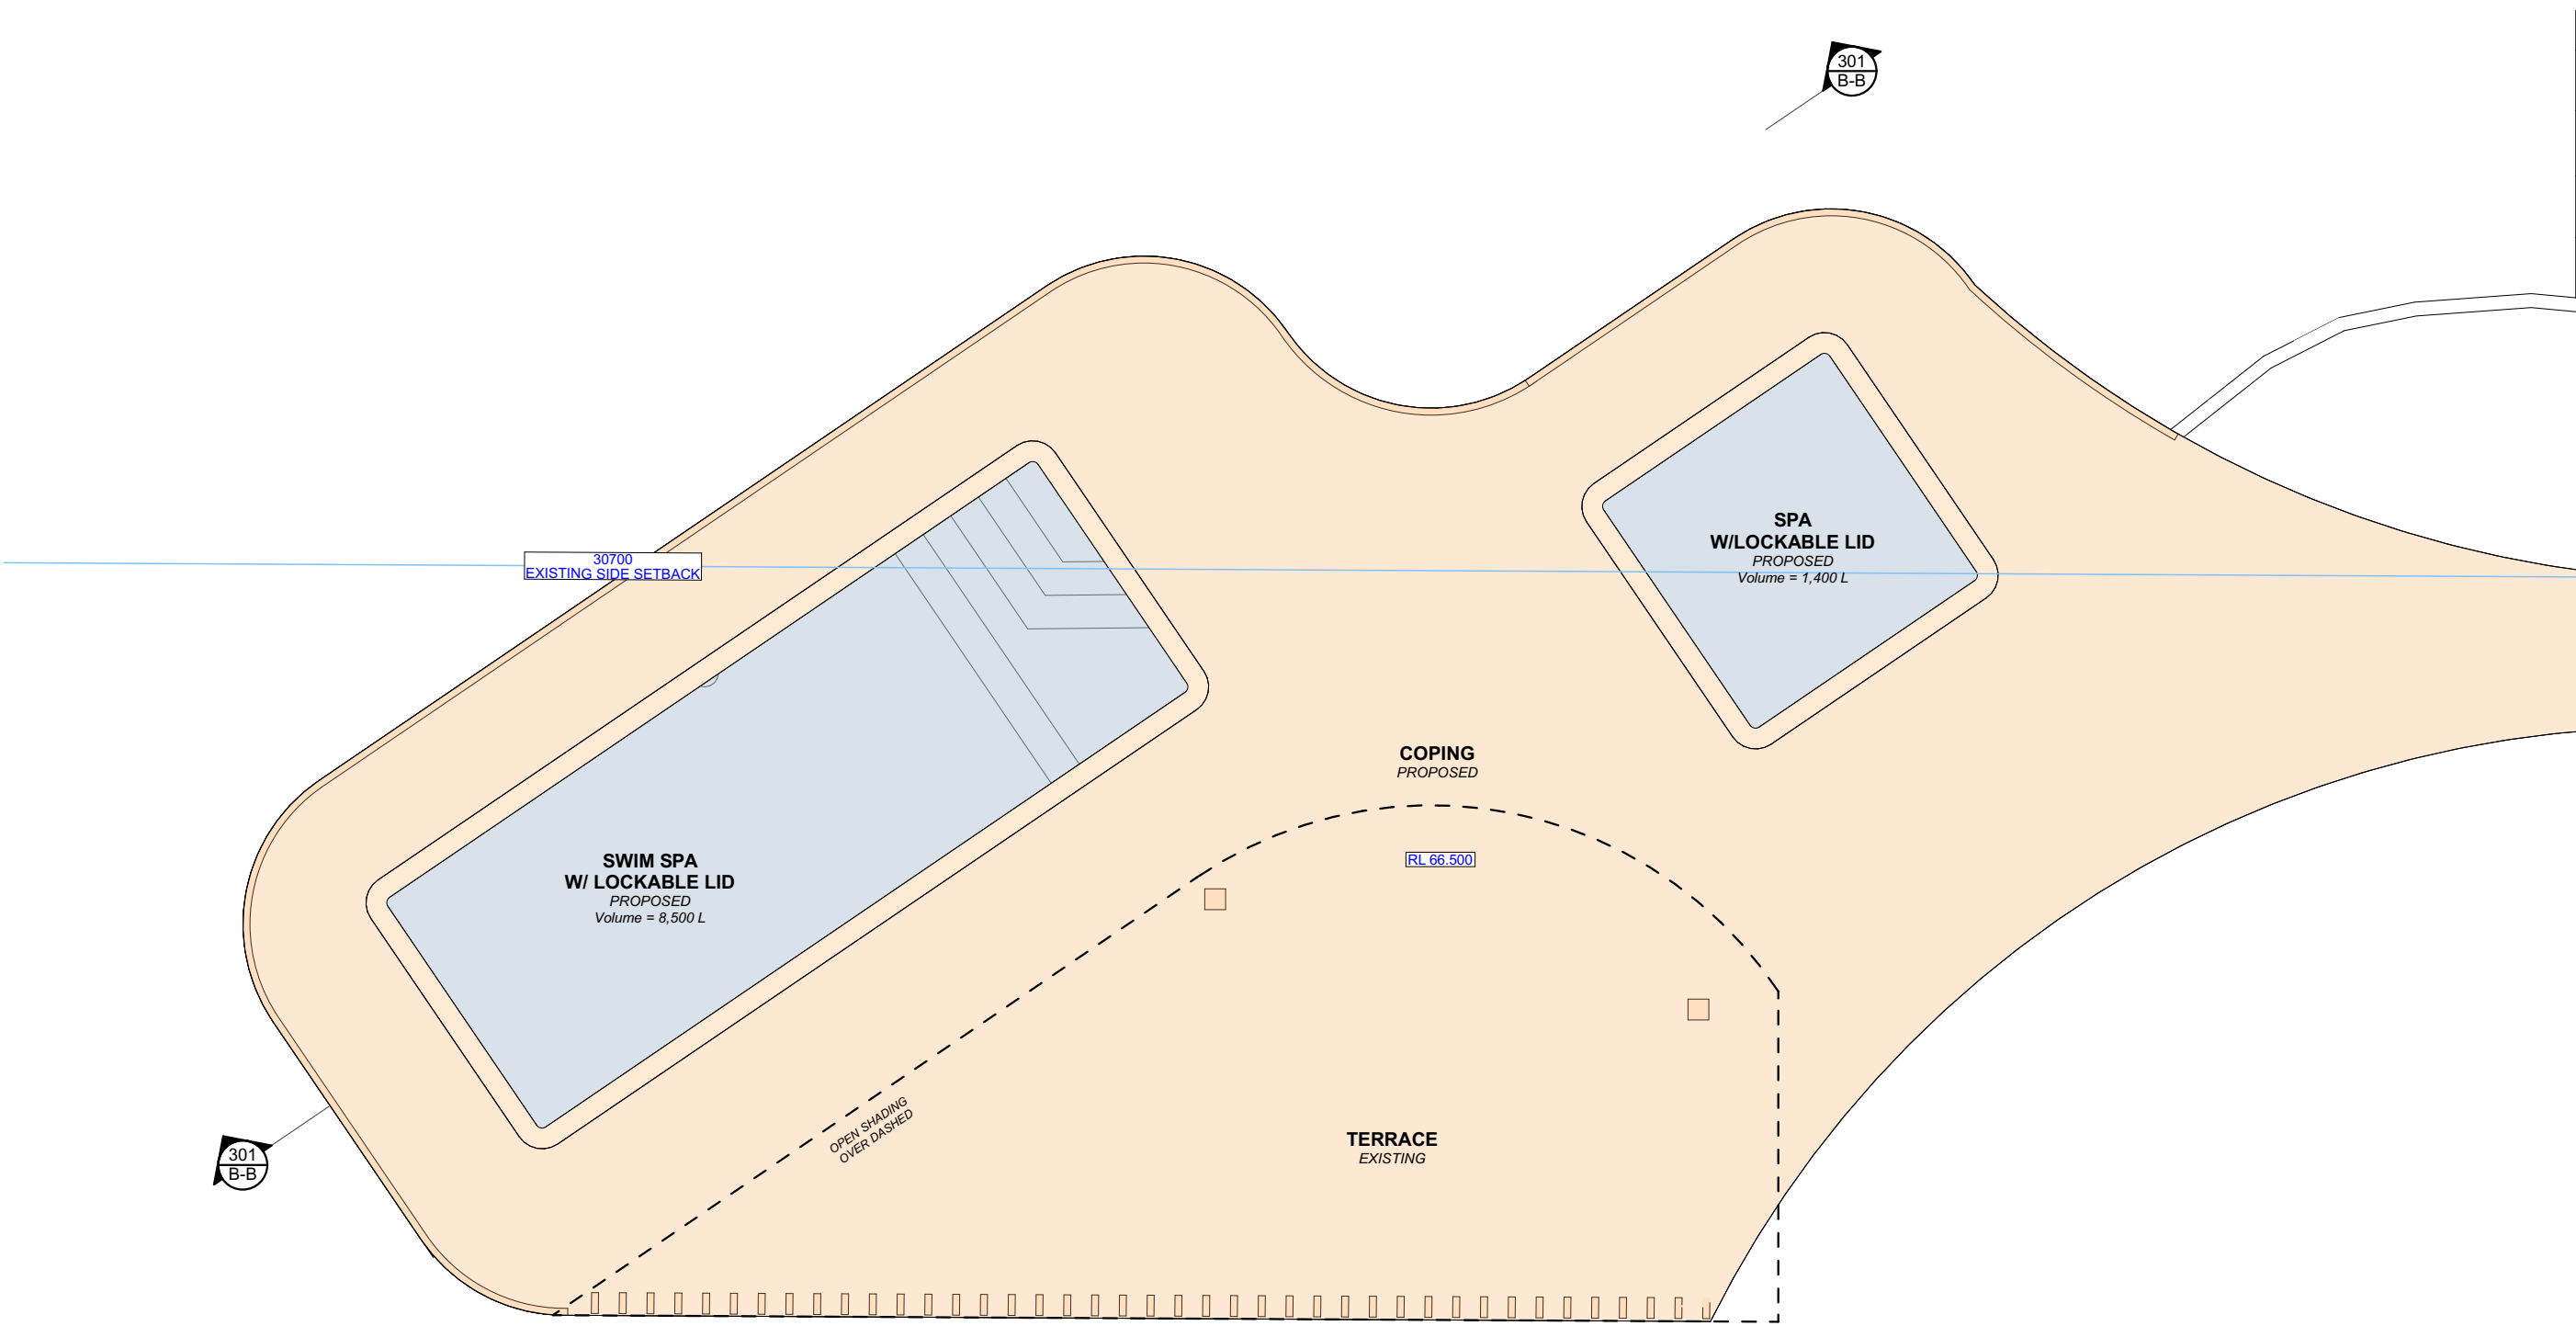 301
B-B
30700
EXISTING SIDE SETBACK
SPA
W/LOCKABLE LID
PROPOSED
Volume = 1,400 L
COPING
PROPOSED
RL 66.500
SWIM SPA
W/ LOCKABLE LID
PROPOSED
Volume = 8,500 L
OPEN SHADING
OVER DASHED
TERRACE
EXISTING
301
B-B